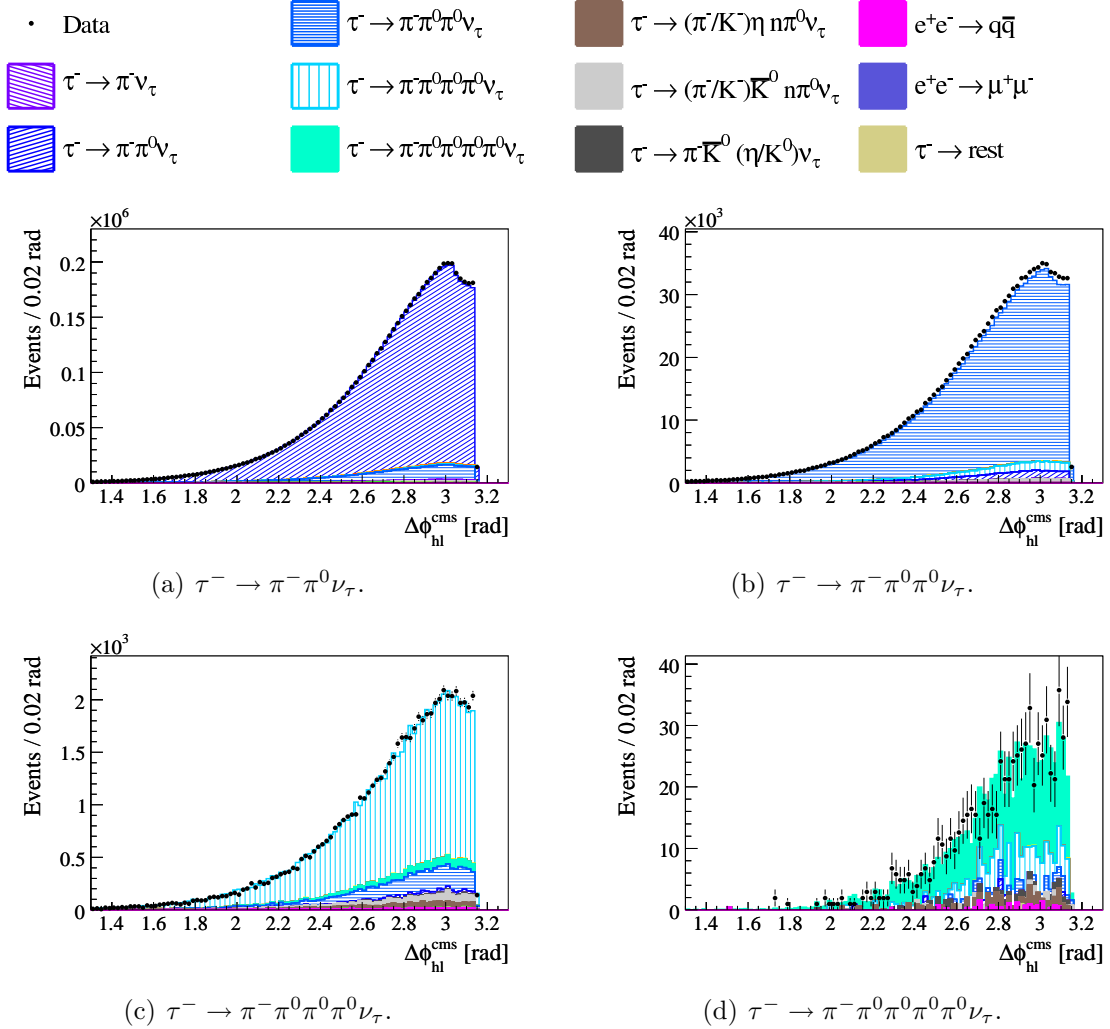 Data
τ⁻ → π⁻π⁰π⁰ν_τ
τ⁻ → (π⁻/K⁻)η nπ⁰ν_τ
e⁺e⁻ → qq̅
τ⁻ → π⁻ν_τ
τ⁻ → π⁻π⁰π⁰π⁰ν_τ
τ⁻ → (π⁻/K⁻)K̅⁰ nπ⁰ν_τ
e⁺e⁻ → μ⁺μ⁻
τ⁻ → π⁻π⁰ν_τ
τ⁻ → π⁻π⁰π⁰π⁰π⁰ν_τ
τ⁻ → π⁻K̅⁰ (η/K⁰)ν_τ
τ⁻ → rest
×10⁶
Events / 0.02 rad
0.2
0.15
0.1
0.05
0
1.4 1.6 1.8 2 2.2 2.4 2.6 2.8 3 3.2
Δϕ_hl^cms [rad]
(a) τ⁻ → π⁻π⁰ν_τ.
×10³
Events / 0.02 rad
40
30
20
10
0
1.4 1.6 1.8 2 2.2 2.4 2.6 2.8 3 3.2
Δϕ_hl^cms [rad]
(b) τ⁻ → π⁻π⁰π⁰ν_τ.
×10³
Events / 0.02 rad
2
1.5
1
0.5
0
1.4 1.6 1.8 2 2.2 2.4 2.6 2.8 3 3.2
Δϕ_hl^cms [rad]
(c) τ⁻ → π⁻π⁰π⁰π⁰ν_τ.
Events / 0.02 rad
40
30
20
10
0
1.4 1.6 1.8 2 2.2 2.4 2.6 2.8 3 3.2
Δϕ_hl^cms [rad]
(d) τ⁻ → π⁻π⁰π⁰π⁰π⁰ν_τ.